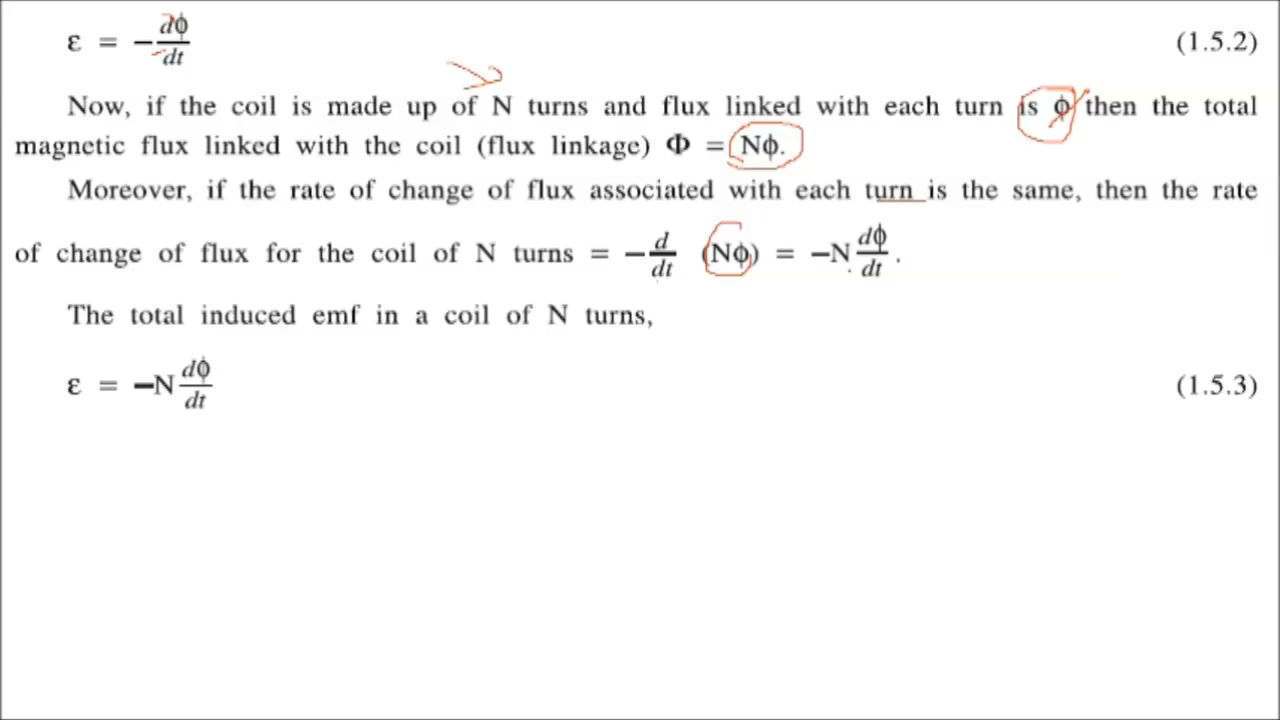 ε = −dϕ/dt (1.5.2)
Now, if the coil is made up of N turns and flux linked with each turn is ϕ then the total
magnetic flux linked with the coil (flux linkage) Φ = Nϕ.
Moreover, if the rate of change of flux associated with each turn is the same, then the rate
of change of flux for the coil of N turns = −d/dt (Nϕ) = −N dϕ/dt .
The total induced emf in a coil of N turns,
ε = −N dϕ/dt (1.5.3)